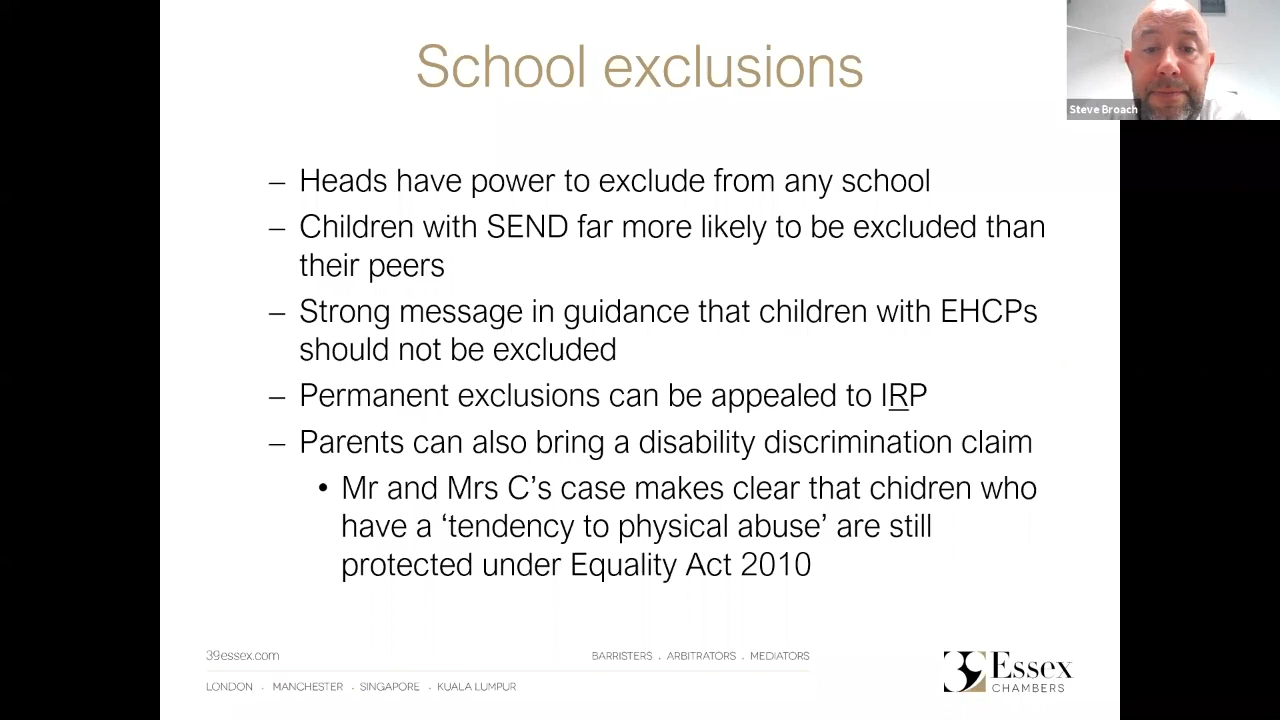 School exclusions
Steve Broach
– Heads have power to exclude from any school
– Children with SEND far more likely to be excluded than
their peers
– Strong message in guidance that children with EHCPs
should not be excluded
– Permanent exclusions can be appealed to IRP
– Parents can also bring a disability discrimination claim
• Mr and Mrs C’s case makes clear that chidren who
have a ‘tendency to physical abuse’ are still
protected under Equality Act 2010
39essex.com
BARRISTERS . ARBITRATORS . MEDIATORS
LONDON . MANCHESTER . SINGAPORE . KUALA LUMPUR
39 Essex
CHAMBERS